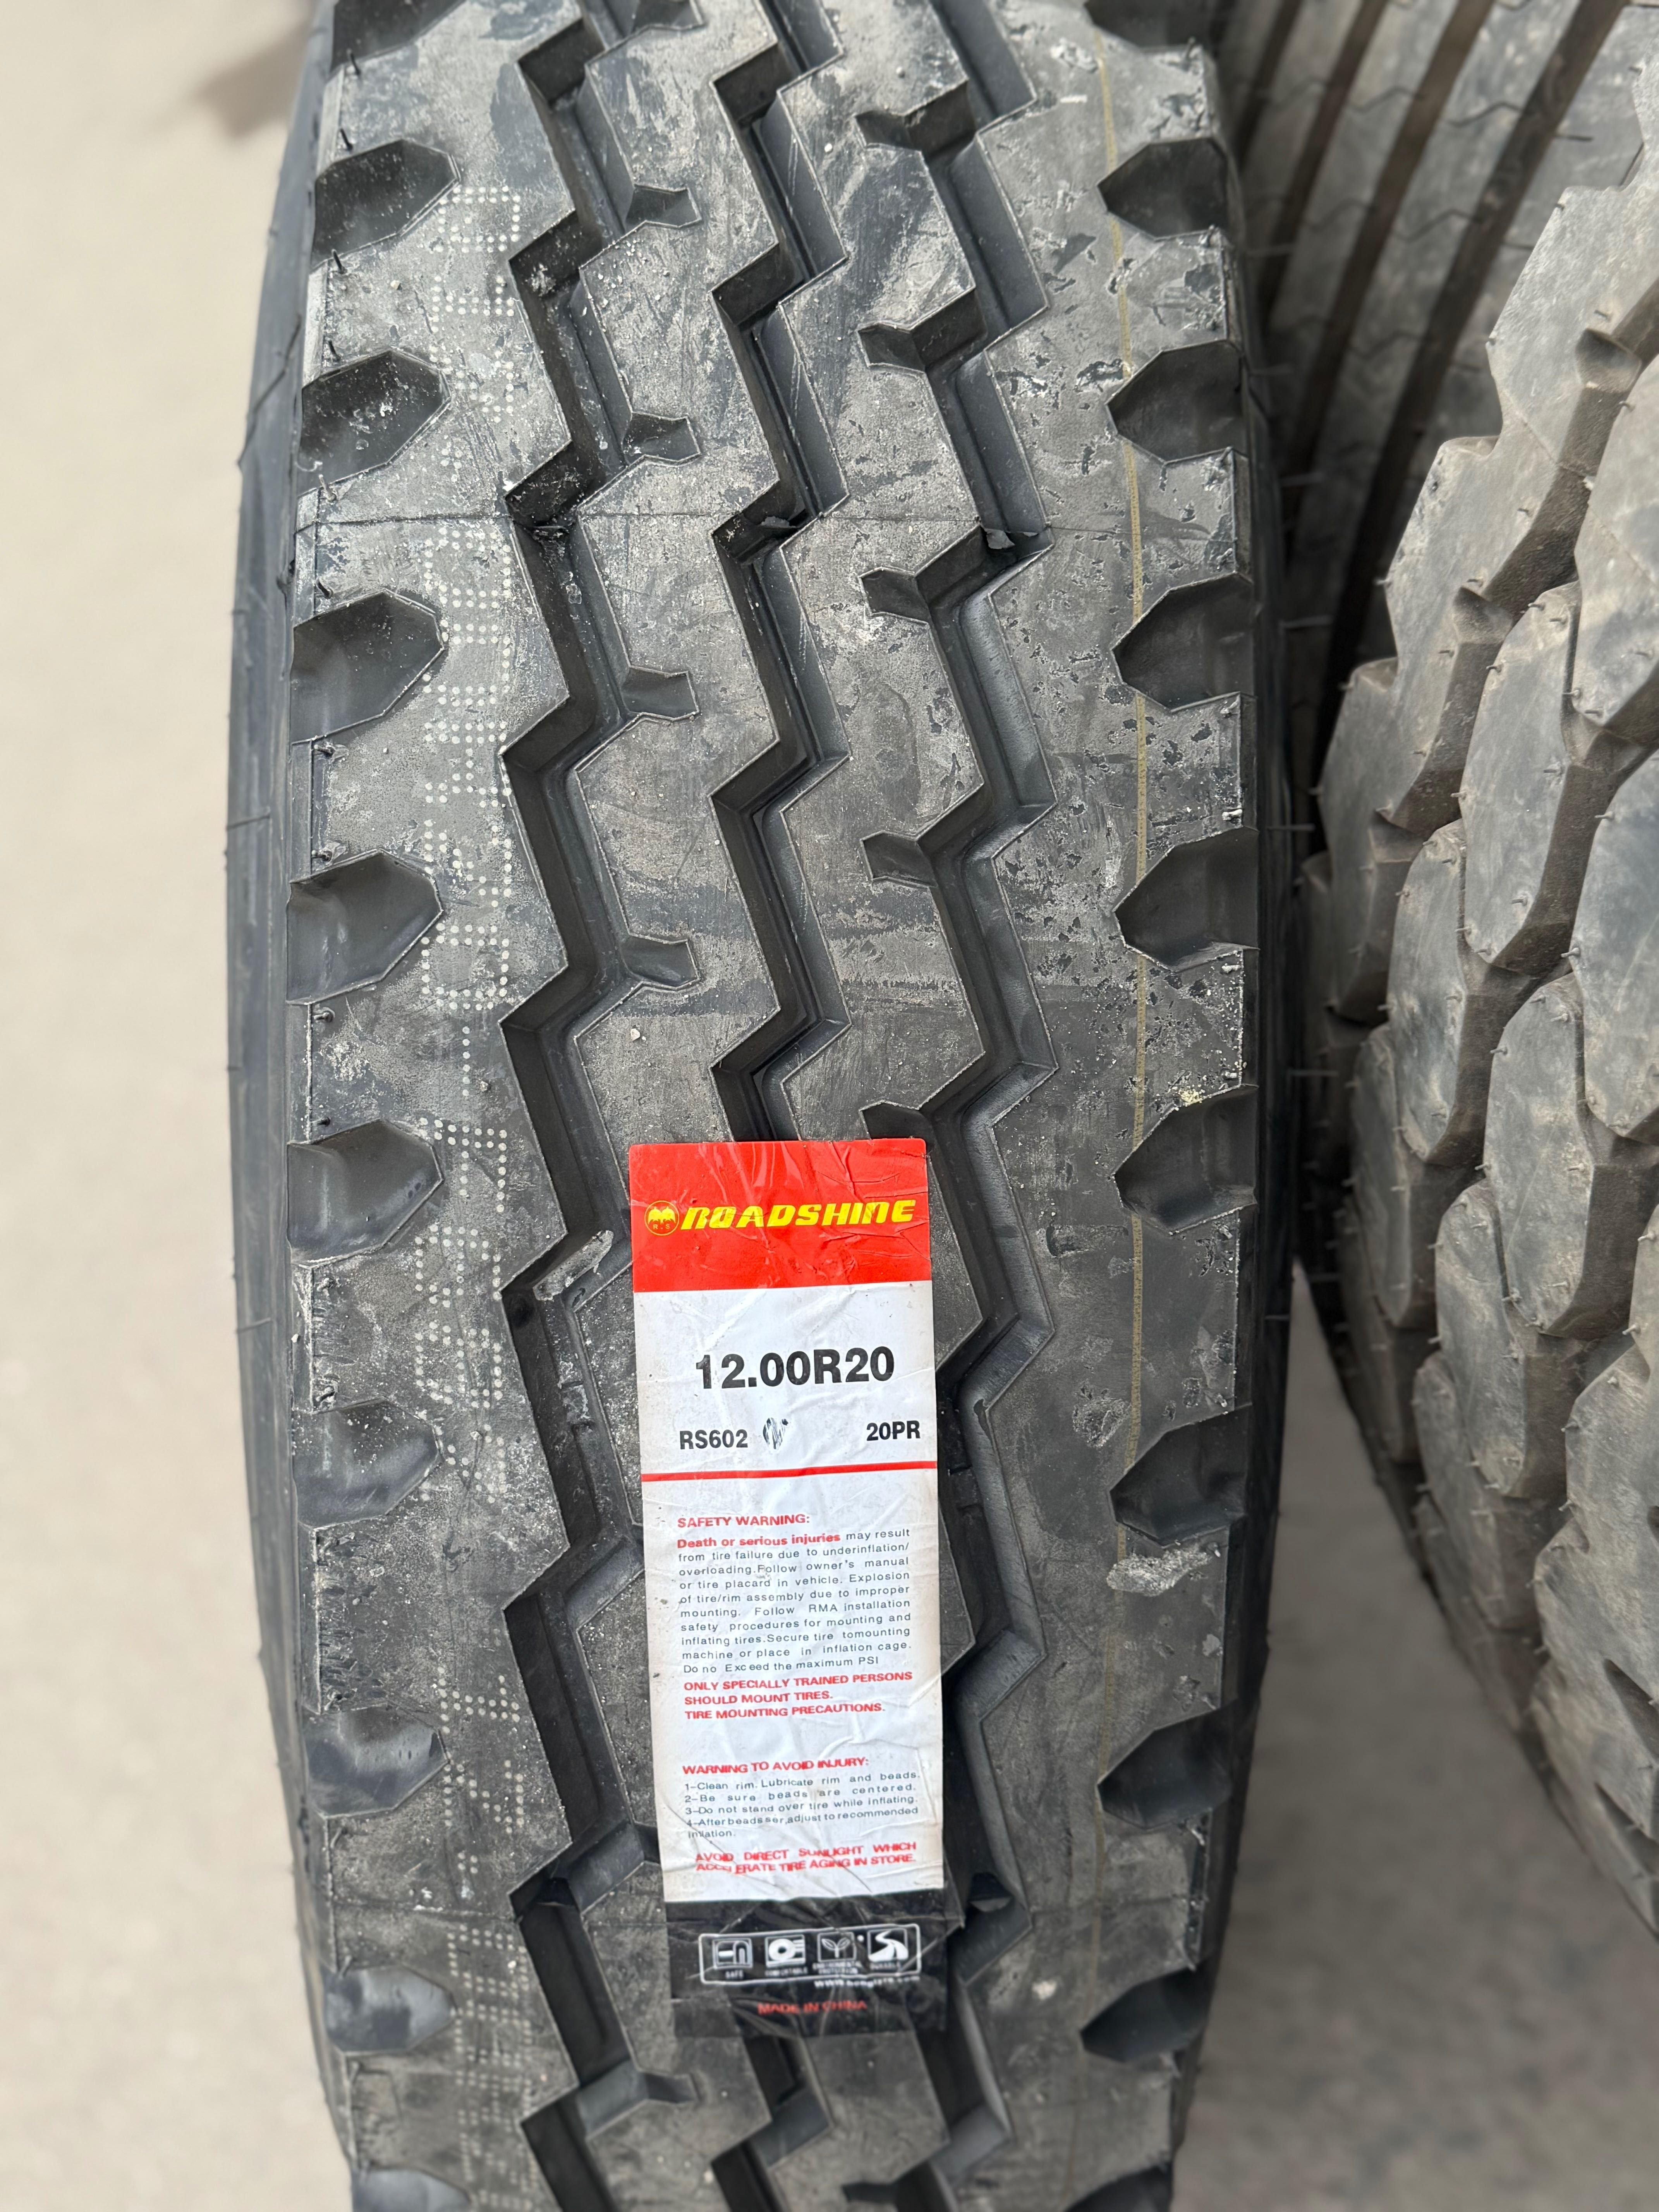 ROADSHINE
12.00R20
RS602 20PR
SAFETY WARNING:
Death or serious injuries may result
from tire failure due to underinflation/
overloading.Follow owner's manual
or tire placard in vehicle. Explosion
of tire/rim assembly due to improper
mounting. Follow RMA installation
safety procedures for mounting and
inflating tires.Secure tire tomounting
machine or place in inflation cage.
Do no Exceed the maximum PSI
ONLY SPECIALLY TRAINED PERSONS
SHOULD MOUNT TIRES.
TIRE MOUNTING PRECAUTIONS.
WARNING TO AVOID INJURY:
1-Clean rim. Lubricate rim and beads.
2-Be sure beads are centered.
3-Do not stand over tire while inflating.
4-After beads adjust to recommended
inflation.
AVOID DIRECT SUNLIGHT WHICH
ACCELERATE TIRE AGING IN STORE.
SAFE COMFORTABLE ENVIRONMENTAL PROTECTION DURABLE
MADE IN CHINA